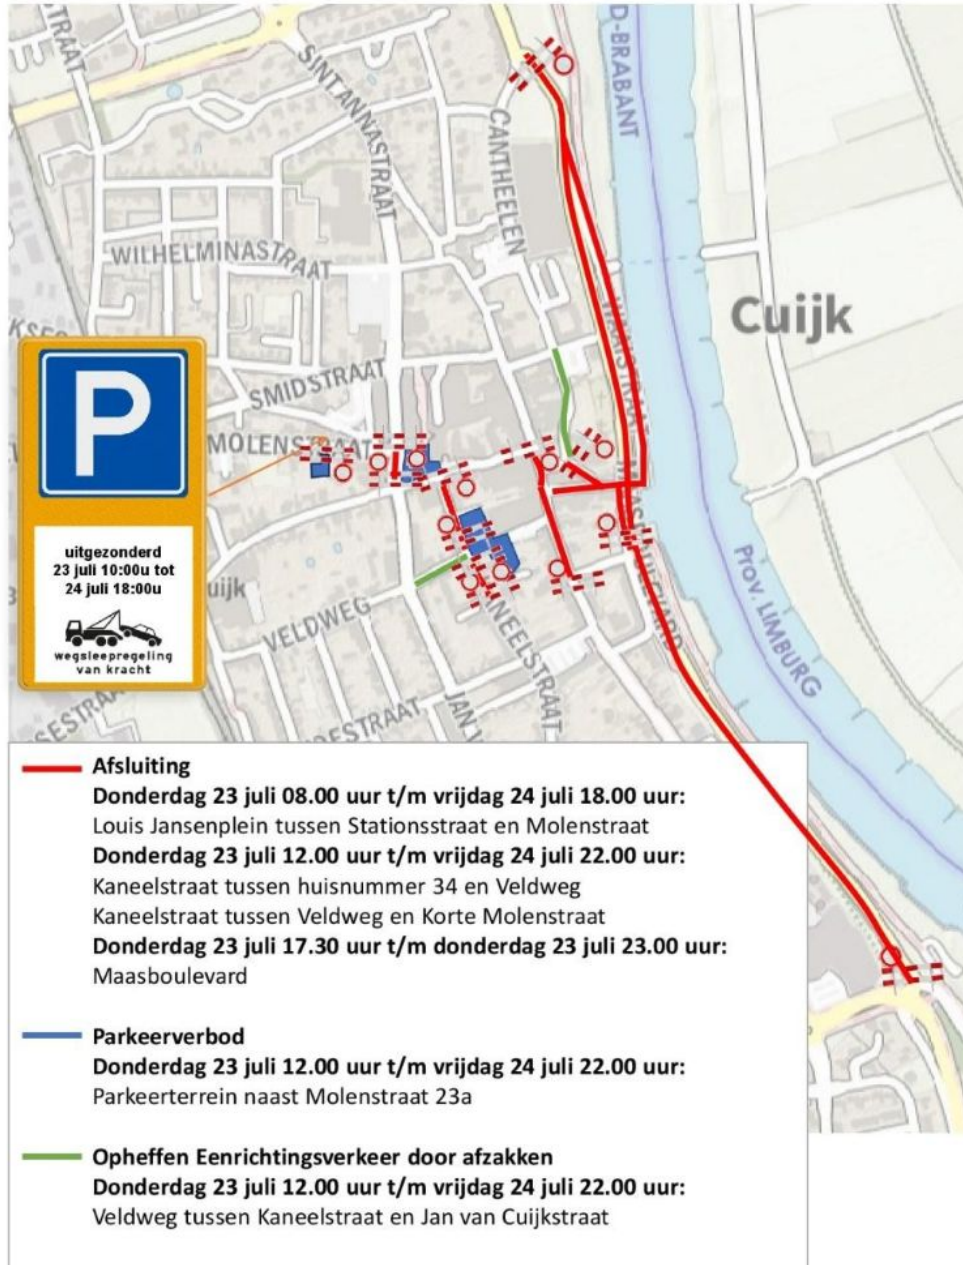 STRAAT
D-BRABANT
SINT ANNASTRAAT
CANTHEELEN
WILHELMINASTRAAT
Cuijk
SMIDSTRAAT
MOLENSTRAAT
P
uitgezonderd
23 juli 10:00u tot
24 juli 18:00u
wegsleepregeling
van kracht
uijk
VELDWEG
PROV. LIMBURG
JAN V
Afsluiting
Donderdag 23 juli 08.00 uur t/m vrijdag 24 juli 18.00 uur:
Louis Jansenplein tussen Stationsstraat en Molenstraat
Donderdag 23 juli 12.00 uur t/m vrijdag 24 juli 22.00 uur:
Kaneelstraat tussen huisnummer 34 en Veldweg
Kaneelstraat tussen Veldweg en Korte Molenstraat
Donderdag 23 juli 17.30 uur t/m donderdag 23 juli 23.00 uur:
Maasboulevard
Parkeerverbod
Donderdag 23 juli 12.00 uur t/m vrijdag 24 juli 22.00 uur:
Parkeerterrein naast Molenstraat 23a
Opheffen Eenrichtingsverkeer door afzakken
Donderdag 23 juli 12.00 uur t/m vrijdag 24 juli 22.00 uur:
Veldweg tussen Kaneelstraat en Jan van Cuijkstraat